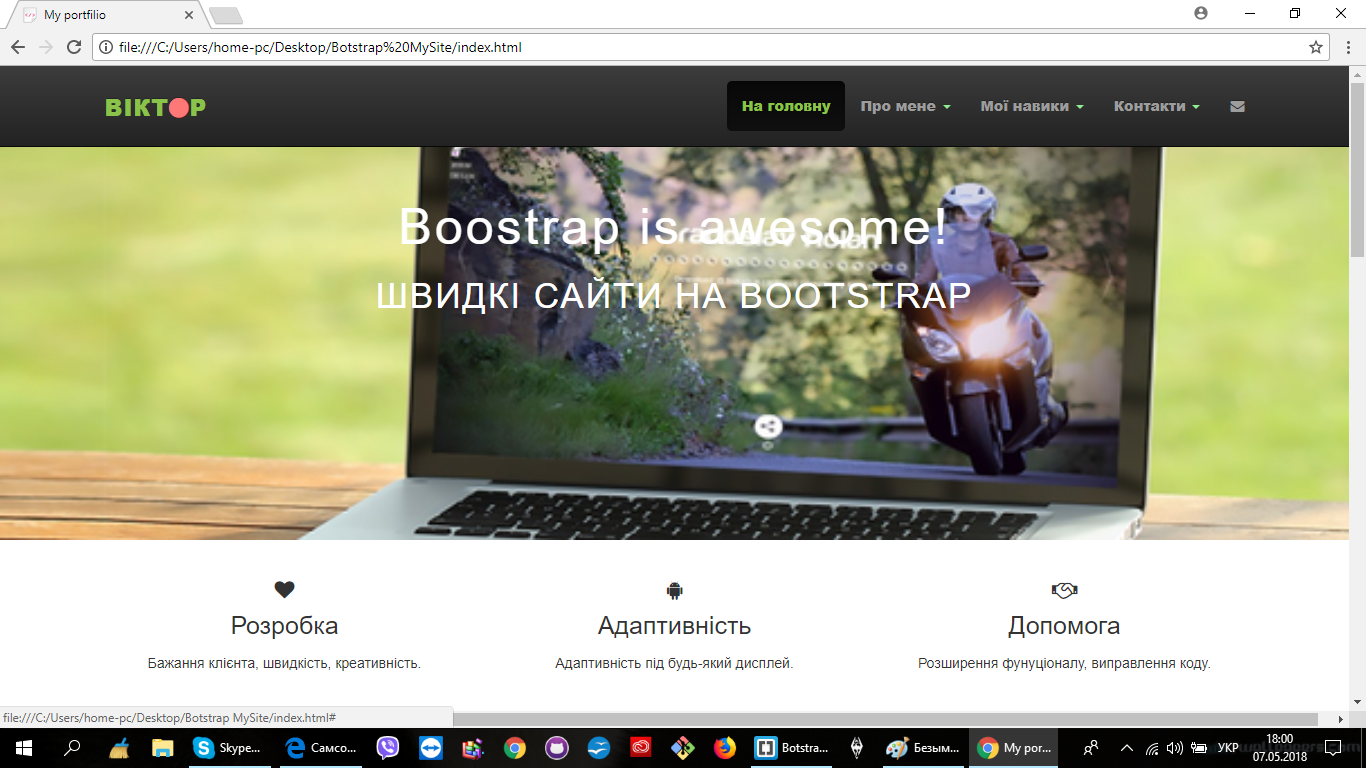 My portfilio
file:///C:/Users/home-pc/Desktop/Botstrap%20MySite/index.html
ВІКТОР
На головну
Про мене
Мої навики
Контакти
Boostrap is awesome!
ШВИДКІ САЙТИ НА BOOTSTRAP
Розробка
Адаптивність
Допомога
Бажання клієнта, швидкість, креативність.
Адаптивність під будь-який дисплей.
Розширення фунуціоналу, виправлення коду.
file:///C:/Users/home-pc/Desktop/Botstrap MySite/index.html#
Skype...
Самсо...
Botstra...
Безым...
My por...
УКР
18:00
07.05.2018